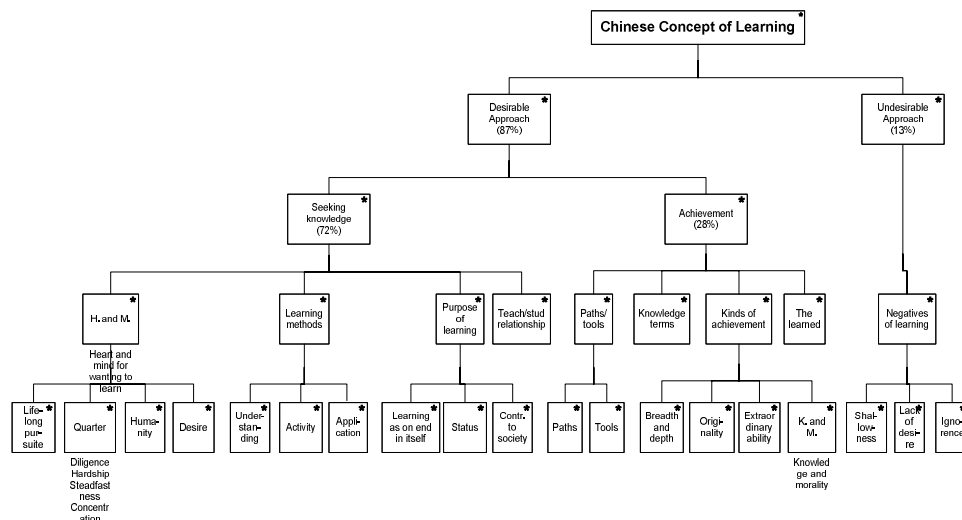 Chinese Concept of Learning
Desirable
Approach
(87%)
Undesirable
Approach
(13%)
Seeking
knowledge
(72%)
Achievement
(28%)
H. and M.
Learning
methods
Purpose
of
learning
Teach/stud
relationship
Paths/
tools
Knowledge
terms
Kinds of
achievement
The
learned
Negatives
of learning
Heart and
mind for
wanting to
learn
Life-
long
pur-
suite
Quarter
Huma-
nity
Desire
Under-
stan-
ding
Activity
Appli-
cation
Learning
as on end
in itself
Status
Contr.
to
society
Paths
Tools
Breadth
and
depth
Origi-
nality
Extraor
dinary
ability
K. and
M.
Shal-
low-
ness
Lack
of
desi-
re
Igno-
rence
Diligence
Hardship
Steadfast
ness
Concentr
ation
Knowled
ge and
morality